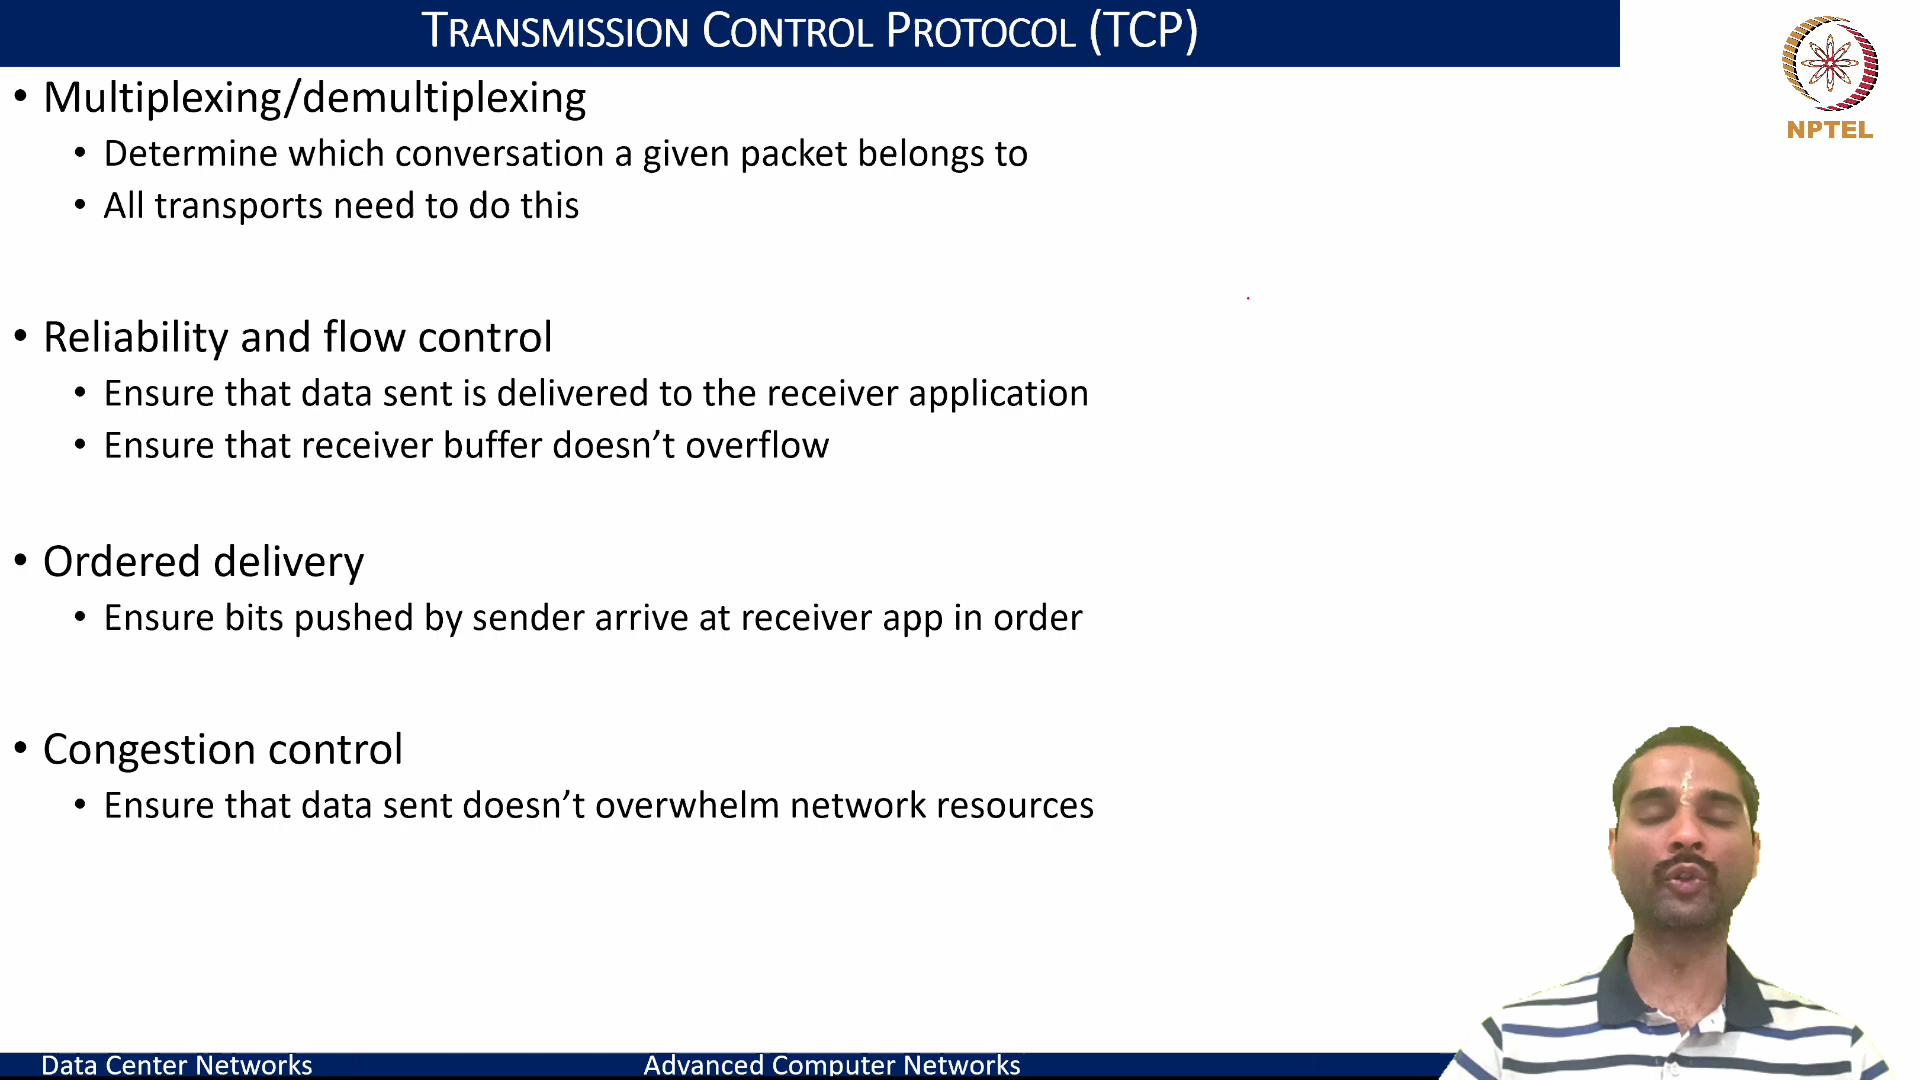 TRANSMISSION CONTROL PROTOCOL (TCP)
NPTEL
• Multiplexing/demultiplexing
• Determine which conversation a given packet belongs to
• All transports need to do this
• Reliability and flow control
• Ensure that data sent is delivered to the receiver application
• Ensure that receiver buffer doesn’t overflow
• Ordered delivery
• Ensure bits pushed by sender arrive at receiver app in order
• Congestion control
• Ensure that data sent doesn’t overwhelm network resources
Data Center Networks
Advanced Computer Networks